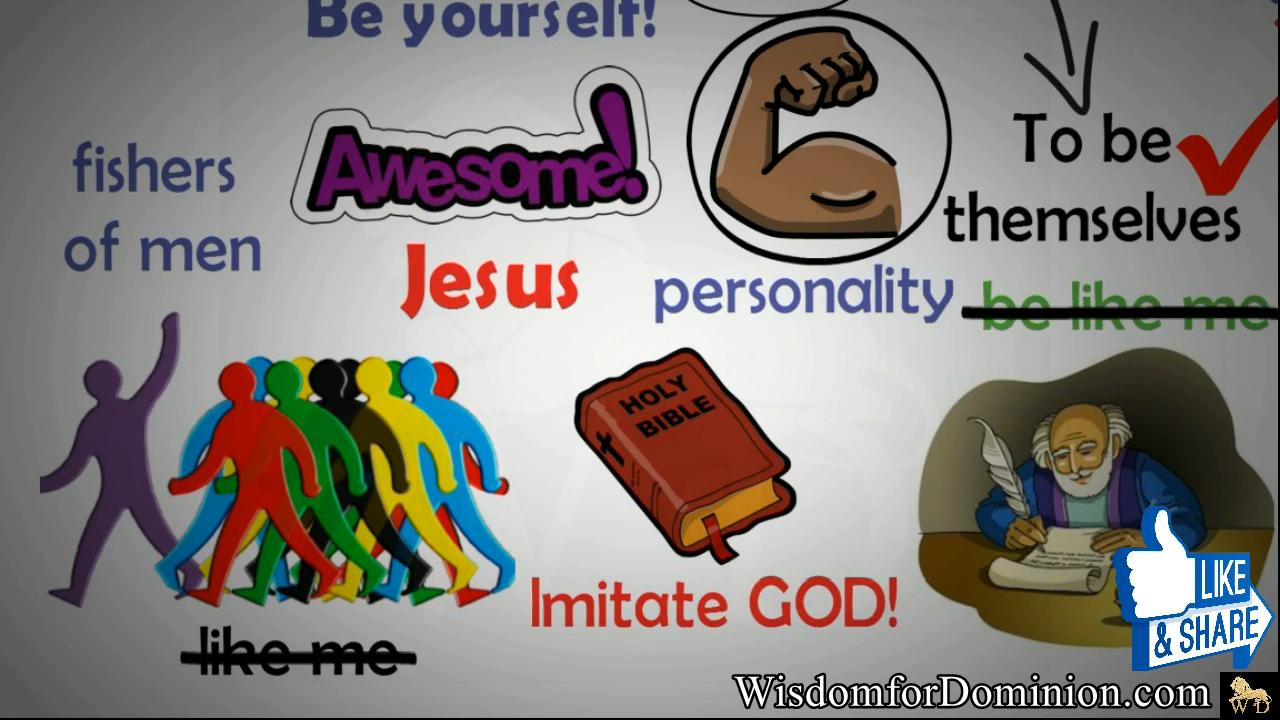 Be yourself!
Awesome!
fishers
of men
Jesus
personality
To be
themselves
be like me
HOLY
BIBLE
Imitate GOD!
like me
LIKE
& SHARE
WisdomforDominion.com
W D